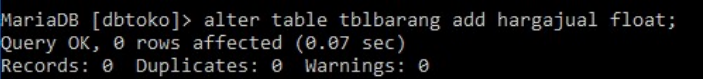 MariaDB [dbtoko]> alter table tblbarang add hargajual float;
Query OK, 0 rows affected (0.07 sec)
Records: 0  Duplicates: 0  Warnings: 0